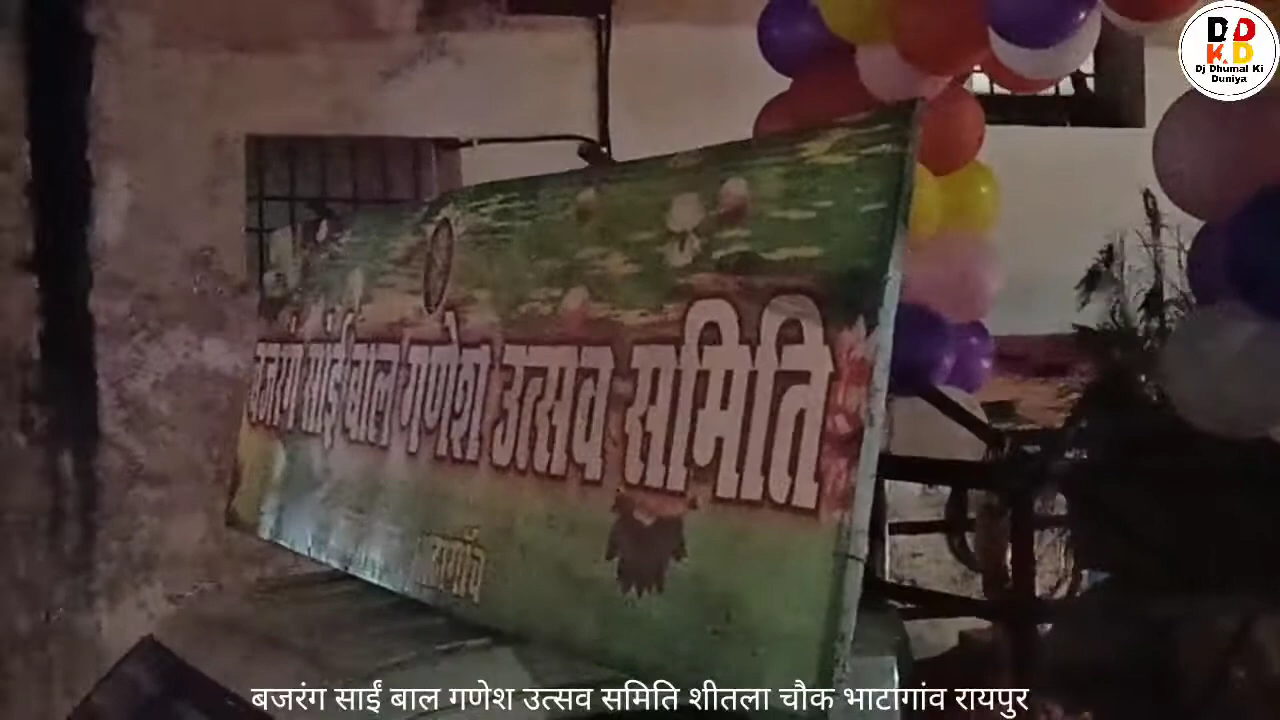 DDKD
Dj Dhumal Ki
Duniya
बजरंग साईं बाल गणेश उत्सव समिति
बजरंग साईं बाल गणेश उत्सव समिति शीतला चौक भाटागांव रायपुर